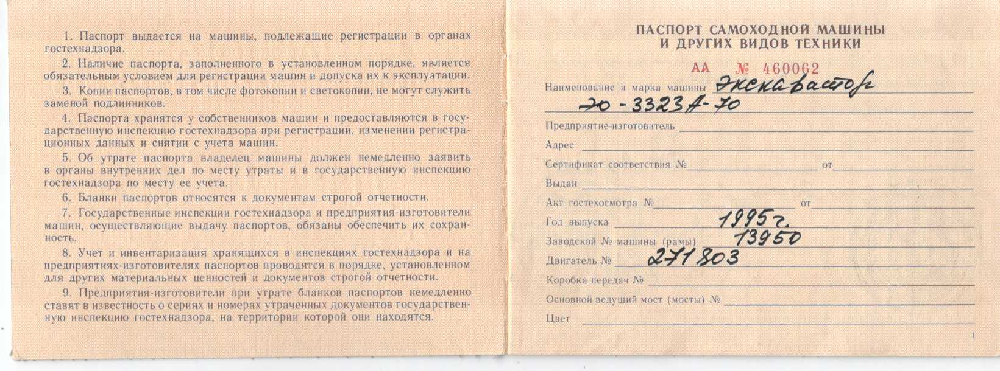 1. Паспорт выдается на машины, подлежащие регистрации в органах
гостехнадзора.
2. Наличие паспорта, заполненного в установленном порядке, является
обязательным условием для регистрации машин и допуска их к эксплуатации.
3. Копии паспортов, в том числе фотокопии и светокопии, не могут служить
заменой подлинников.
4. Паспорта хранятся у собственников машин и предоставляются в госу-
дарственную инспекцию гостехнадзора при регистрации, изменении регистра-
ционных данных и снятии с учета машин.
5. Об утрате паспорта владелец машины должен немедленно заявить
в органы внутренних дел по месту утраты и в государственную инспекцию
гостехнадзора по месту ее учета.
6. Бланки паспортов относятся к документам строгой отчетности.
7. Государственные инспекции гостехнадзора и предприятия-изготовители
машин, осуществляющие выдачу паспортов, обязаны обеспечить их сохран-
ность.
8. Учет и инвентаризация хранящихся в инспекциях гостехнадзора и на
предприятиях-изготовителях паспортов проводятся в порядке, установленном
для других материальных ценностей и документов строгой отчетности.
9. Предприятия-изготовители при утрате бланков паспортов немедленно
ставят в известность о сериях и номерах утраченных документов государствен-
ную инспекцию гостехнадзора, на территории которой они находятся.
ПАСПОРТ САМОХОДНОЙ МАШИНЫ
И ДРУГИХ ВИДОВ ТЕХНИКИ
АА № 460062
Наименование и марка машины Экскаватор
ЭО-3323А-70
Предприятие-изготовитель
Адрес
Сертификат соответствия № от
Выдан
Акт гостехосмотра № от
Год выпуска 1995г.
Заводской № машины (рамы) 13950
Двигатель № 271803
Коробка передач №
Основной ведущий мост (мосты) №
Цвет
1